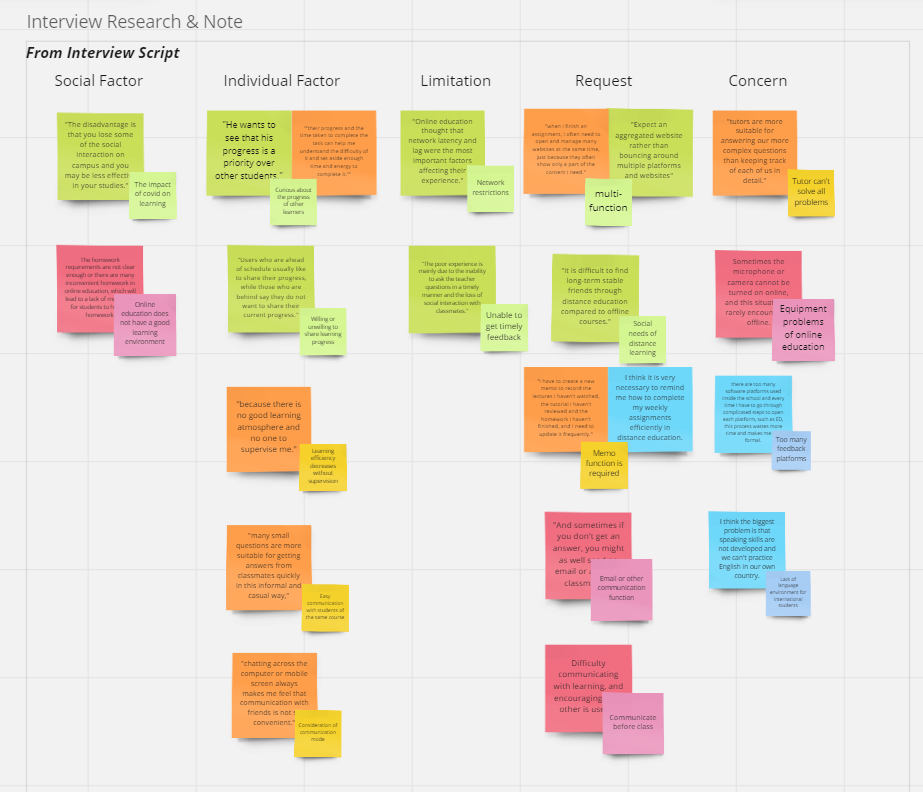 Interview Research & Note
From Interview Script
Social Factor
Individual Factor
Limitation
Request
Concern
"The disadvantage is
that you lose some
of the social
interaction on
campus and you
may be less effecti
in your studies."
The impact
of covid on
learning
"He wants to
see that his
progress is a
priority over
other students."
"their progress and the
time taken to complete the
task can help me
understand the difficulty of
it and set aside enough
time and energy to
complete it."
Curious about
the progress
of other
learners
"Online education
thought that
network latency and
lag were the most
important factors
affecting their
experience."
Network
restrictions
"when I finish an
assignment, I often need to
open and manage many
websites at the same time,
just because they often
show only a part of the
content I need."
"Expect an
aggregated website
rather than
bouncing around
multiple platforms
and websites"
multi-
function
"tutors are more
suitable for
answering our more
complex questions
than keeping track
of each of us in
detail."
Tutor can't
solve all
problems
The homework
requirements are not clear
enough or there are many
inconvenient homework in
online education, which will
lead to a lack of m
for students to f
homework
Online
education does
not have a good
learning
environment
"Users who are ahead
of schedule usually like
to share their progress,
while those who are
behind say they do not
want to share their
current progress."
Willing or
unwilling to
share learning
progress
"The poor experience is
mainly due to the inability
to ask the teacher
questions in a timely
manner and the loss of
social interaction with
classmates."
Unable to
get timely
feedback
"it is difficult to find
long-term stable
friends through
distance education
compared to offline
courses."
Social
needs of
distance
learning
Sometimes the
microphone or
camera cannot be
turned on online,
and this situa
rarely encoun
offline.
Equipment
problems
of online
education
"because there is
no good learning
atmosphere and
no one to
supervise me."
Learning
efficiency
decreases
without
supervision
"I have to create a new
memo to record the
lectures I haven't watched,
the tutorial I haven't
reviewed and the
homework I haven't
finished, and I need to
update it frequently."
I think it is very
necessary to remind
me how to complete
my weekly
assignments
efficiently in
distance education.
Memo
function is
required
there are too many
software platforms used
inside the school and every
time I have to go through
complicated steps to open
each platform, such as ED,
this process wastes more
time and makes me
formal.
Too many
feedback
platforms
"many small
questions are more
suitable for getting
answers from
classmates quickly
in this informal and
casual way,"
Easy
communication
with students of
the same course
"And sometimes if
you don't get an
answer, you might
as well s
email or a
classm
Email or other
communication
function
I think the biggest
problem is that
speaking skills are
not developed and
we can't practice
English in our own
country.
Lack of
language
environment for
international
students
"chatting across the
computer or mobile
screen always
makes me feel that
communication with
friends is not
convenient."
Consideration of
communication
mode
Difficulty
communicating
with learning, and
encouraging
other is use
Communicate
before class